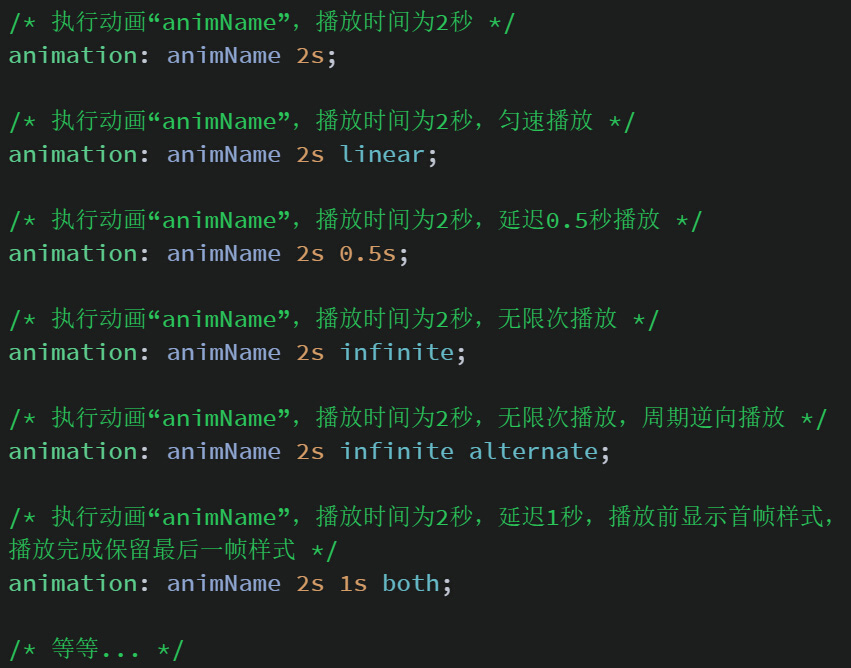 /* 执行动画“animName”，播放时间为2秒 */
animation: animName 2s;
/* 执行动画“animName”，播放时间为2秒，匀速播放 */
animation: animName 2s linear;
/* 执行动画“animName”，播放时间为2秒，延迟0.5秒播放 */
animation: animName 2s 0.5s;
/* 执行动画“animName”，播放时间为2秒，无限次播放 */
animation: animName 2s infinite;
/* 执行动画“animName”，播放时间为2秒，无限次播放，周期逆向播放 */
animation: animName 2s infinite alternate;
/* 执行动画“animName”，播放时间为2秒，延迟1秒，播放前显示首帧样式，
播放完成保留最后一帧样式 */
animation: animName 2s 1s both;
/* 等等... */